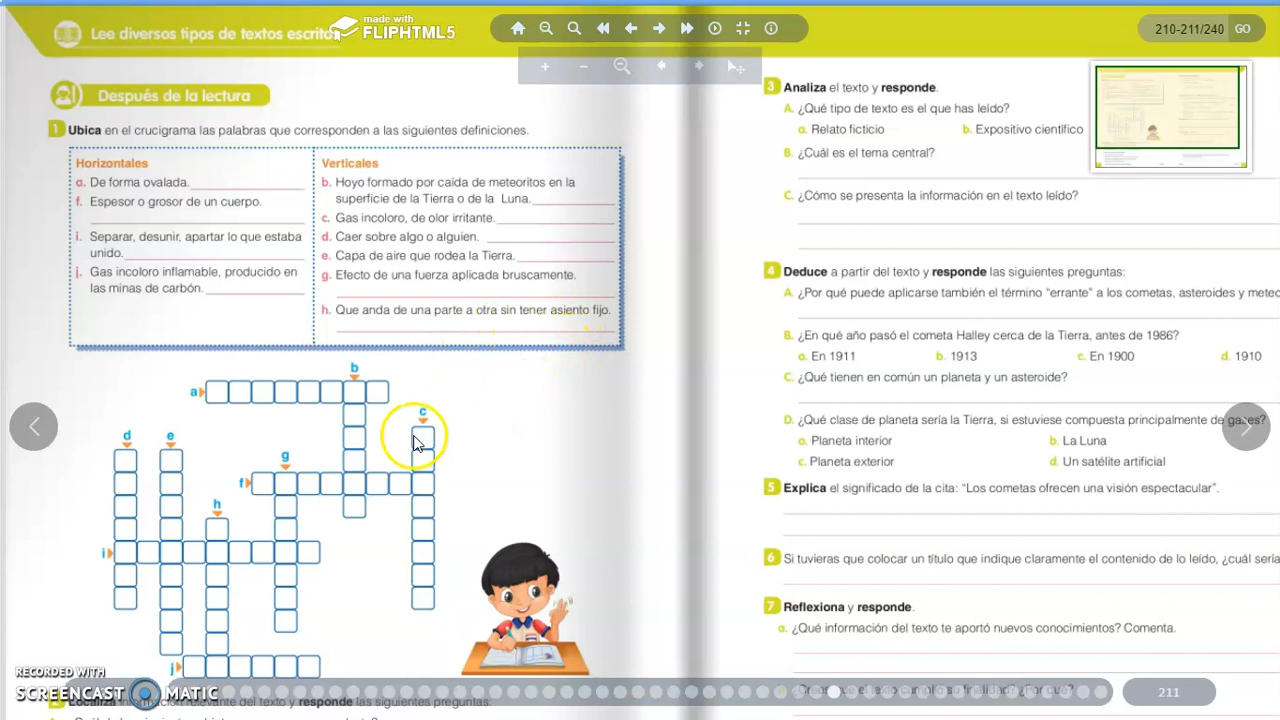 Lee diversos tipos de textos escrito
made with
FLIPHTML5
210-211/240 GO
Después de la lectura
1 Ubica en el crucigrama las palabras que corresponden a las siguientes definiciones.
Horizontales
a. De forma ovalada.
f. Espesor o grosor de un cuerpo.
i. Separar, desunir, apartar lo que estaba
unido.
j. Gas incoloro inflamable, producido en
las minas de carbón.
Verticales
b. Hoyo formado por caída de meteoritos en la
superficie de la Tierra o de la Luna.
c. Gas incoloro, de olor irritante.
d. Caer sobre algo o alguien.
e. Capa de aire que rodea la Tierra.
g. Efecto de una fuerza aplicada bruscamente.
h. Que anda de una parte a otra sin tener asiento fijo.
b
a
c
d e
g
f
h
i
j
3 Analiza el texto y responde.
A. ¿Qué tipo de texto es el que has leído?
a. Relato ficticio b. Expositivo científico
B. ¿Cuál es el tema central?
C. ¿Cómo se presenta la información en el texto leído?
4 Deduce a partir del texto y responde las siguientes preguntas:
A. ¿Por qué puede aplicarse también el término “errante” a los cometas, asteroides y meteo
B. ¿En qué año pasó el cometa Halley cerca de la Tierra, antes de 1986?
a. En 1911 b. 1913 c. En 1900 d. 1910
C. ¿Qué tienen en común un planeta y un asteroide?
D. ¿Qué clase de planeta sería la Tierra, si estuviese compuesta principalmente de gases?
a. Planeta interior b. La Luna
c. Planeta exterior d. Un satélite artificial
5 Explica el significado de la cita: “Los cometas ofrecen una visión espectacular”.
6 Si tuvieras que colocar un título que indique claramente el contenido de lo leído, ¿cuál sería
7 Reflexiona y responde.
a. ¿Qué información del texto te aportó nuevos conocimientos? Comenta.
RECORDED WITH
SCREENCAST MATIC
211
responde las siguientes preguntas: